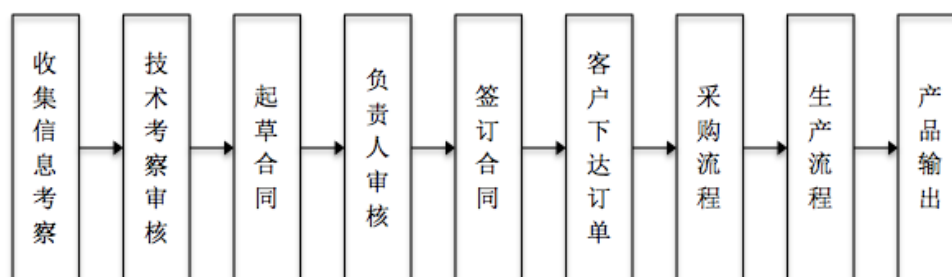 收集信息考察
技术考察审核
起草合同
负责人审核
签订合同
客户下达订单
采购流程
生产流程
产品输出